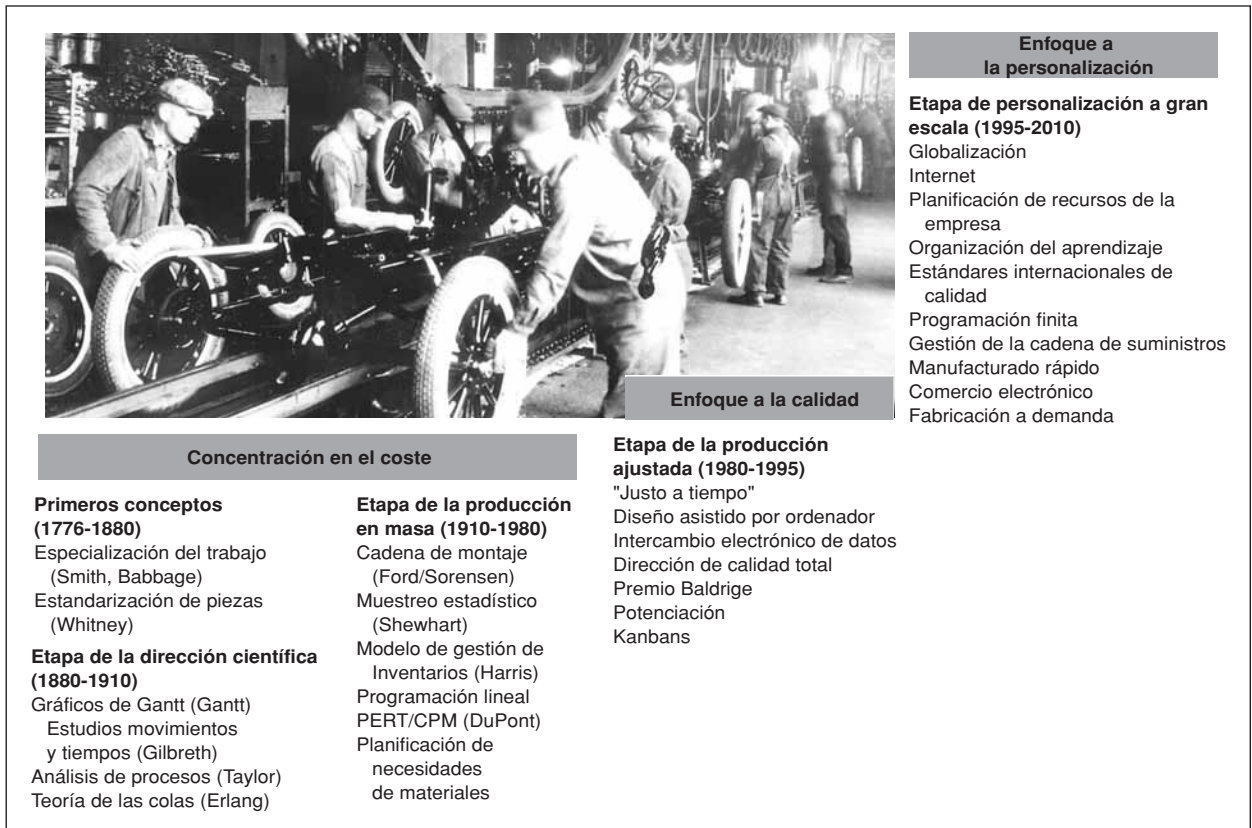 Enfoque a
la personalización
Etapa de personalización a gran
escala (1995-2010)
Globalización
Internet
Planificación de recursos de la
empresa
Organización del aprendizaje
Estándares internacionales de
calidad
Programación finita
Gestión de la cadena de suministros
Manufacturado rápido
Comercio electrónico
Fabricación a demanda
Enfoque a la calidad
Etapa de la producción
ajustada (1980-1995)
"Justo a tiempo"
Diseño asistido por ordenador
Intercambio electrónico de datos
Dirección de calidad total
Premio Baldrige
Potenciación
Kanbans
Concentración en el coste
Primeros conceptos
(1776-1880)
Especialización del trabajo
(Smith, Babbage)
Estandarización de piezas
(Whitney)
Etapa de la dirección científica
(1880-1910)
Gráficos de Gantt (Gantt)
Estudios movimientos
y tiempos (Gilbreth)
Análisis de procesos (Taylor)
Teoría de las colas (Erlang)
Etapa de la producción
en masa (1910-1980)
Cadena de montaje
(Ford/Sorensen)
Muestreo estadístico
(Shewhart)
Modelo de gestión de
Inventarios (Harris)
Programación lineal
PERT/CPM (DuPont)
Planificación de
necesidades
de materiales